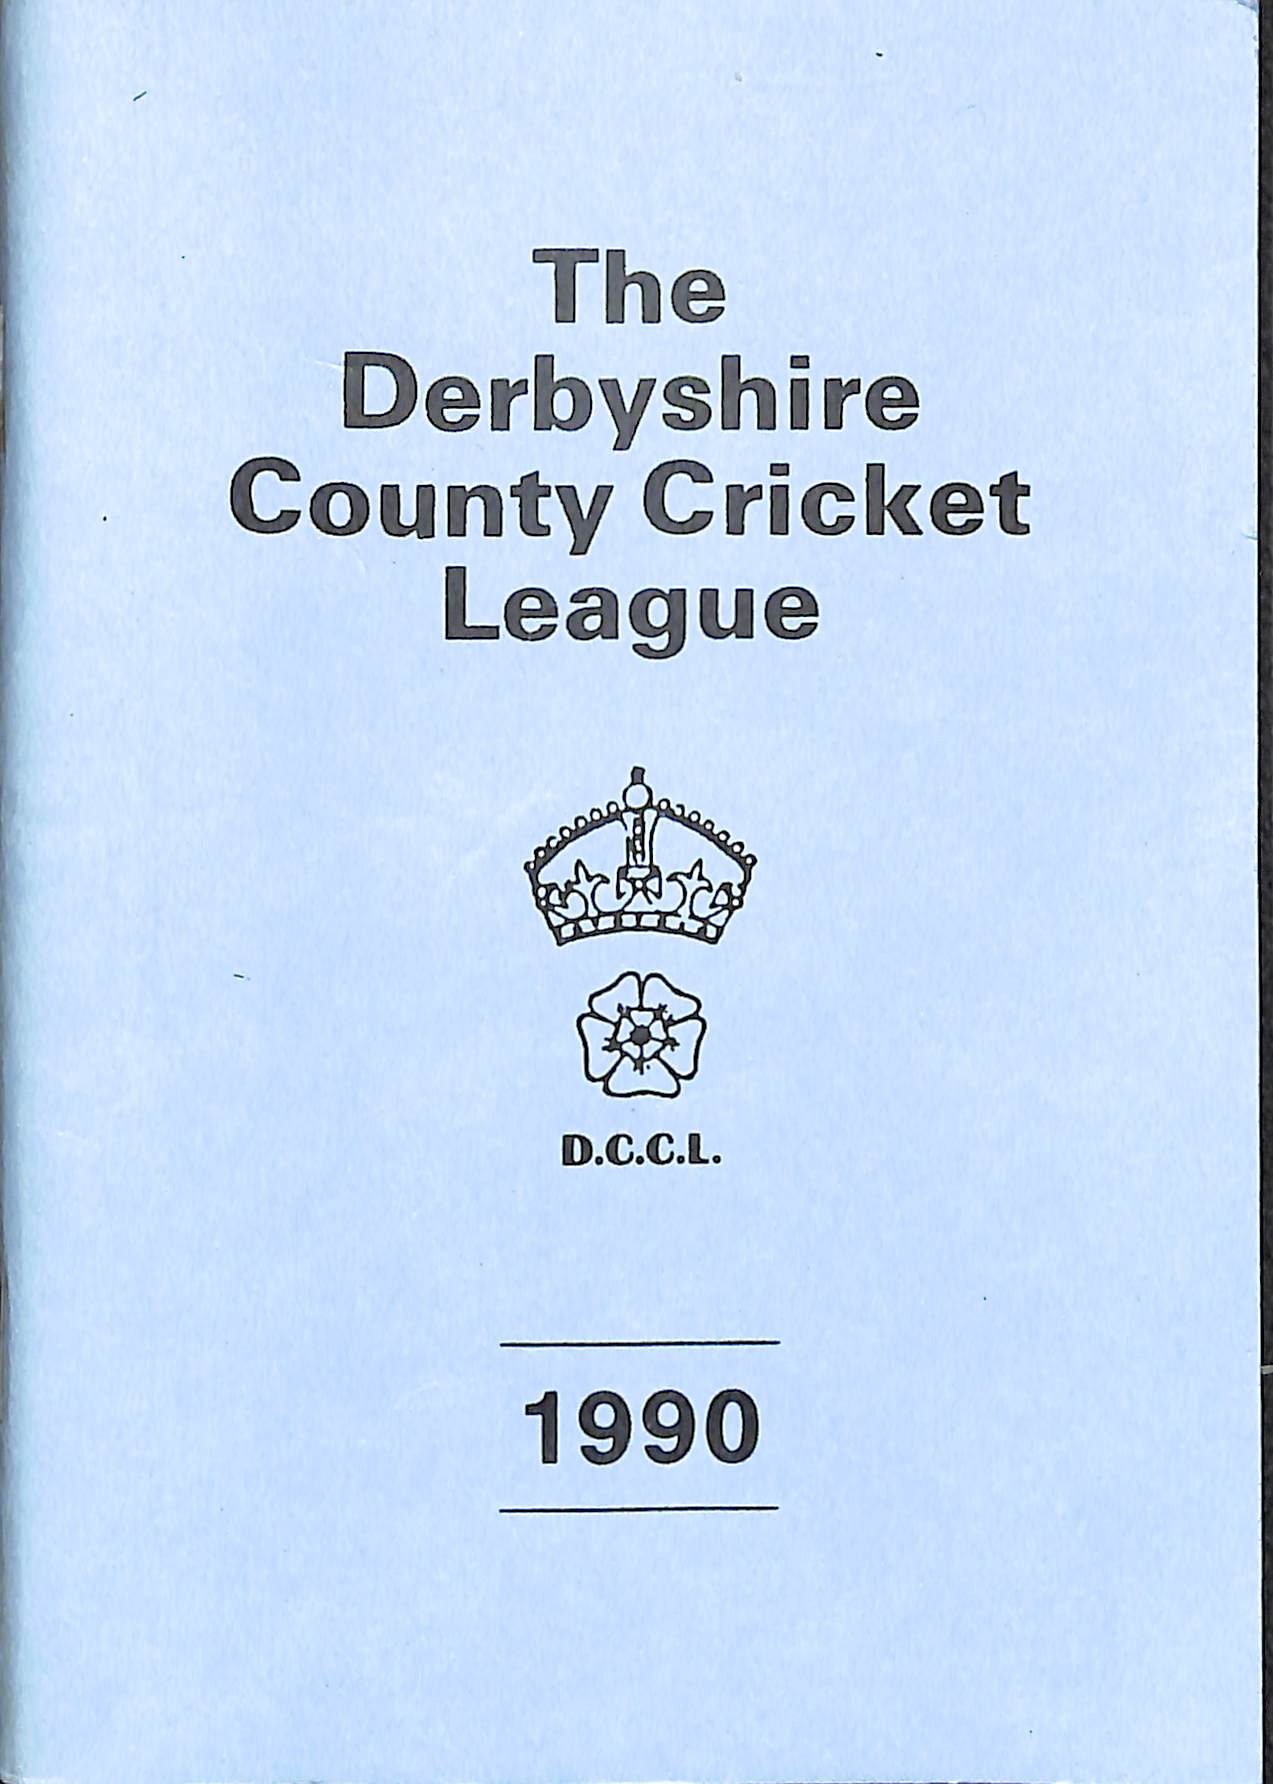 The
Derbyshire
County Cricket
League
D.C.C.L.
1990